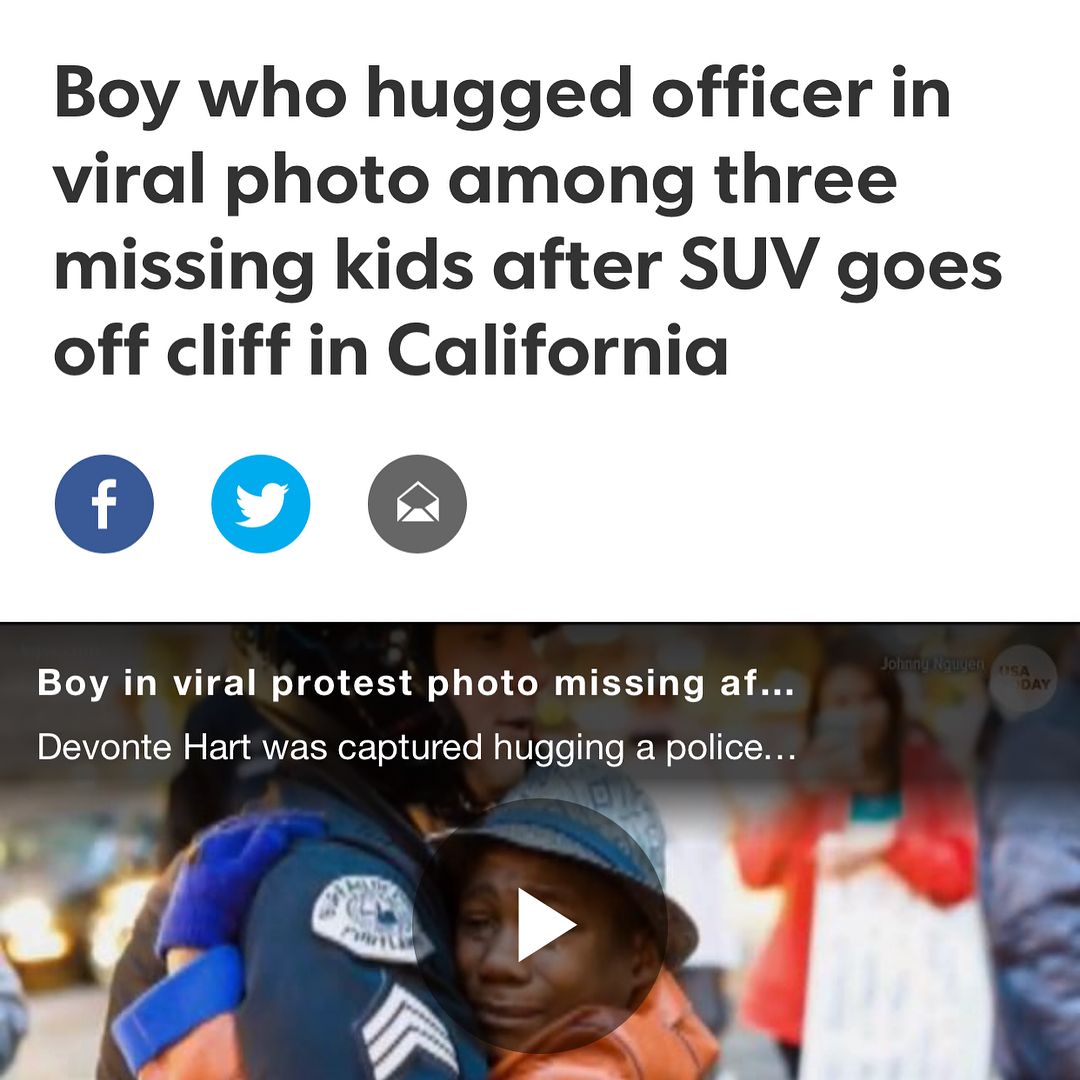 Boy who hugged officer in
viral photo among three
missing kids after SUV goes
off cliff in California
Johnny Nguyen
USA
TODAY
Boy in viral protest photo missing af...
Devonte Hart was captured hugging a police...